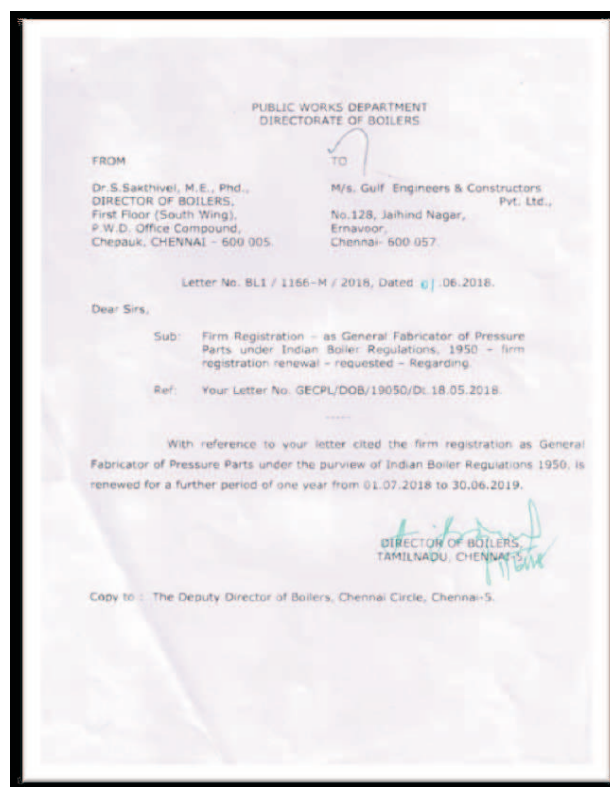 PUBLIC WORKS DEPARTMENT
DIRECTORATE OF BOILERS
FROM
Dr.S.Sakthivel, M.E., Phd.,
DIRECTOR OF BOILERS,
First Floor (South Wing),
P.W.D. Office Compound,
Chepauk, CHENNAI - 600 005.
TO
M/s. Gulf Engineers & Constructors
Pvt. Ltd.,
No.128, Jaihind Nagar,
Ernavoor,
Chennai- 600 057.
Letter No. BL1 / 1166-M / 2018, Dated 01.06.2018.
Dear Sirs,
Sub: Firm Registration – as General Fabricator of Pressure
Parts under Indian Boiler Regulations, 1950 – firm
registration renewal – requested – Regarding.
Ref: Your Letter No. GECPL/DOB/19050/Dt.18.05.2018.
-----
With reference to your letter cited the firm registration as General
Fabricator of Pressure Parts under the purview of Indian Boiler Regulations 1950, is
renewed for a further period of one year from 01.07.2018 to 30.06.2019.
DIRECTOR OF BOILERS,
TAMILNADU, CHENNAI-5.
Copy to : The Deputy Director of Boilers, Chennai Circle, Chennai-5.